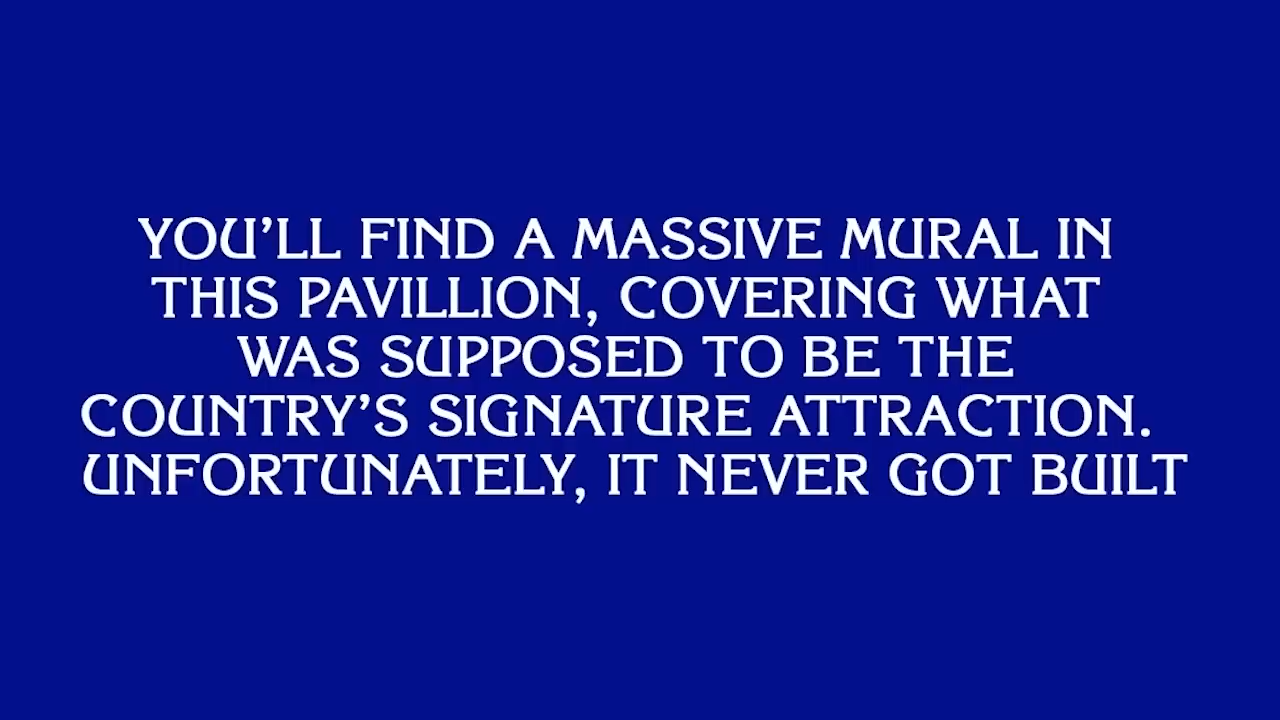 YOU'LL FIND A MASSIVE MURAL IN
THIS PAVILLION, COVERING WHAT
WAS SUPPOSED TO BE THE
COUNTRY'S SIGNATURE ATTRACTION.
UNFORTUNATELY, IT NEVER GOT BUILT